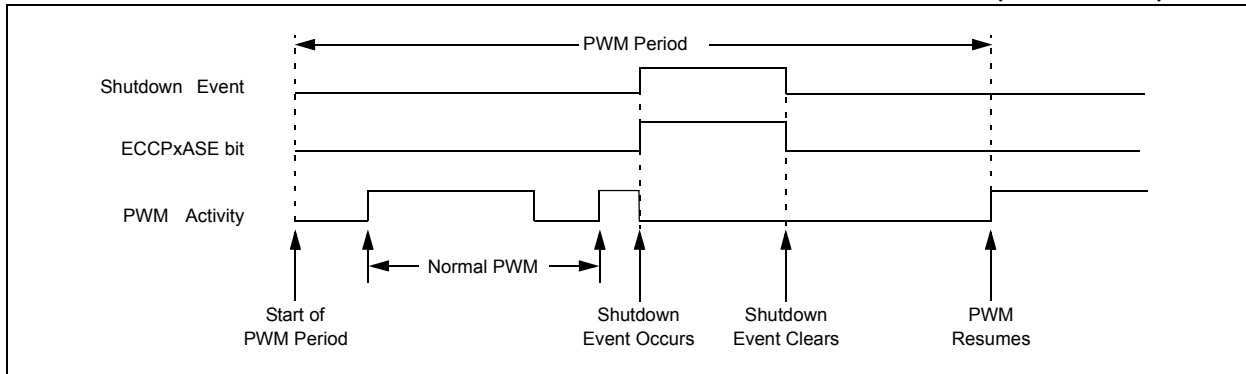 PWM Period
Shutdown Event
ECCPxASE bit
PWM Activity
Normal PWM
Start of
PWM Period
Shutdown
Event Occurs
Shutdown
Event Clears
PWM
Resumes